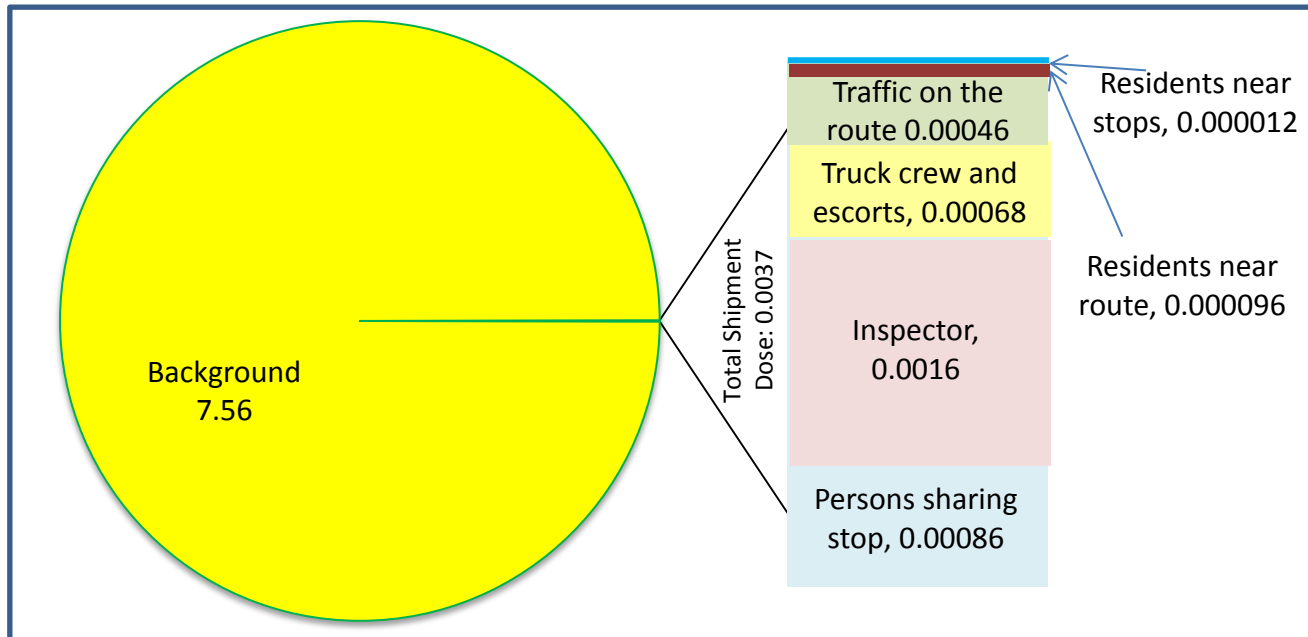 Background
7.56
Total Shipment
Dose: 0.0037
Traffic on the
route 0.00046
Truck crew and
escorts, 0.00068
Inspector,
0.0016
Persons sharing
stop, 0.00086
Residents near
stops, 0.000012
Residents near
route, 0.000096